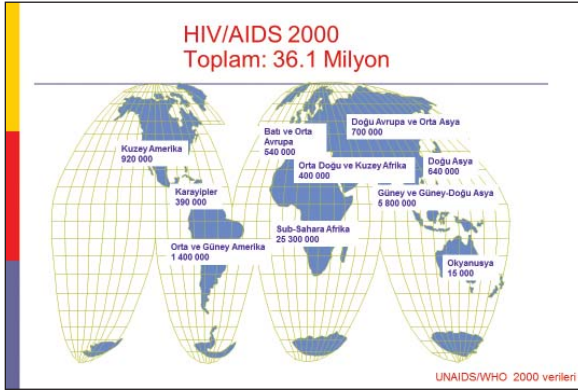 HIV/AIDS 2000
Toplam: 36.1 Milyon
Doğu Avrupa ve Orta Asya
700 000
Batı ve Orta
Avrupa
540 000
Kuzey Amerika
920 000
Orta Doğu ve Kuzey Afrika
400 000
Doğu Asya
640 000
Karayipler
390 000
Güney ve Güney-Doğu Asya
5 800 000
Sub-Sahara Afrika
25 300 000
Orta ve Güney Amerika
1 400 000
Okyanusya
15 000
UNAIDS/WHO 2000 verileri